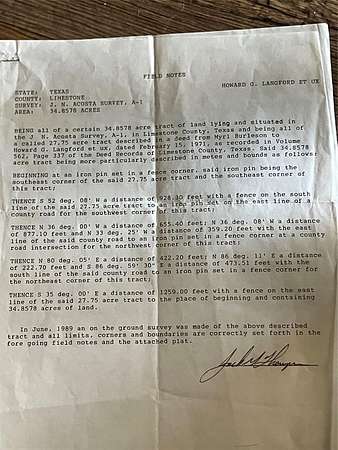 FIELD NOTES
HOWARD G. LANGFORD ET UX
STATE: TEXAS
COUNTY: LIMESTONE
SURVEY: J. N. ACOSTA SURVEY, A-1
AREA: 34.8578 ACRES
BEING all of a certain 34.8578 acre tract of land lying and situated in
the J. N. Acosta Survey, A-1, in Limestone County, Texas and being all of
a called 27.75 acre tract described in a deed from Myrl Burleson to
Howard G. Langford et ux dated February 15, 1971, as recorded in Volume
562, Page 337 of the Deed Records of Limestone County, Texas. Said 34.8578
acre tract being more particularly described in metes and bounds as follows:
BEGINNING at an iron pin set in a fence corner. said iron pin being the
southeast corner of the said 27.75 acre tract and the southeast corner of
this tract;
THENCE S 52 deg. 08' W a distance of 928.30 feet with a fence on the south
line of the said 27.75 acre tract to an iron pin set on the east line of a
county road for the southwest corner of this tract;
THENCE N 36 deg. 00' W a distance of 655.40 feet; N 36 deg. 08' W a distance
of 877.10 feet and N 35 deg. 21' W a distance of 359.20 feet with the east
line of the said county road to an iron pin set in a fence corner at a county
road intersection for the northwest corner of this tract;
THENCE N 80 deg. 05' E a distance of 422.00 feet; N 86 deg. 11' E a distance
of 222.70 feet and S 86 deg. 59' 30" E a distance of 473.51 feet with the
south line of the said county road to an iron pin set in a fence corner for
the northeast corner of this tract;
THENCE S 35 deg. 00' E a distance of 1259.00 feet with a fence on the east
line of the said 27.75 acre tract to the place of beginning and containing
34.8578 acres of land.
In June, 1989 an on the ground survey was made of the above described
tract and all limits, corners and boundaries are correctly set forth in the
fore going field notes and the attached plat.